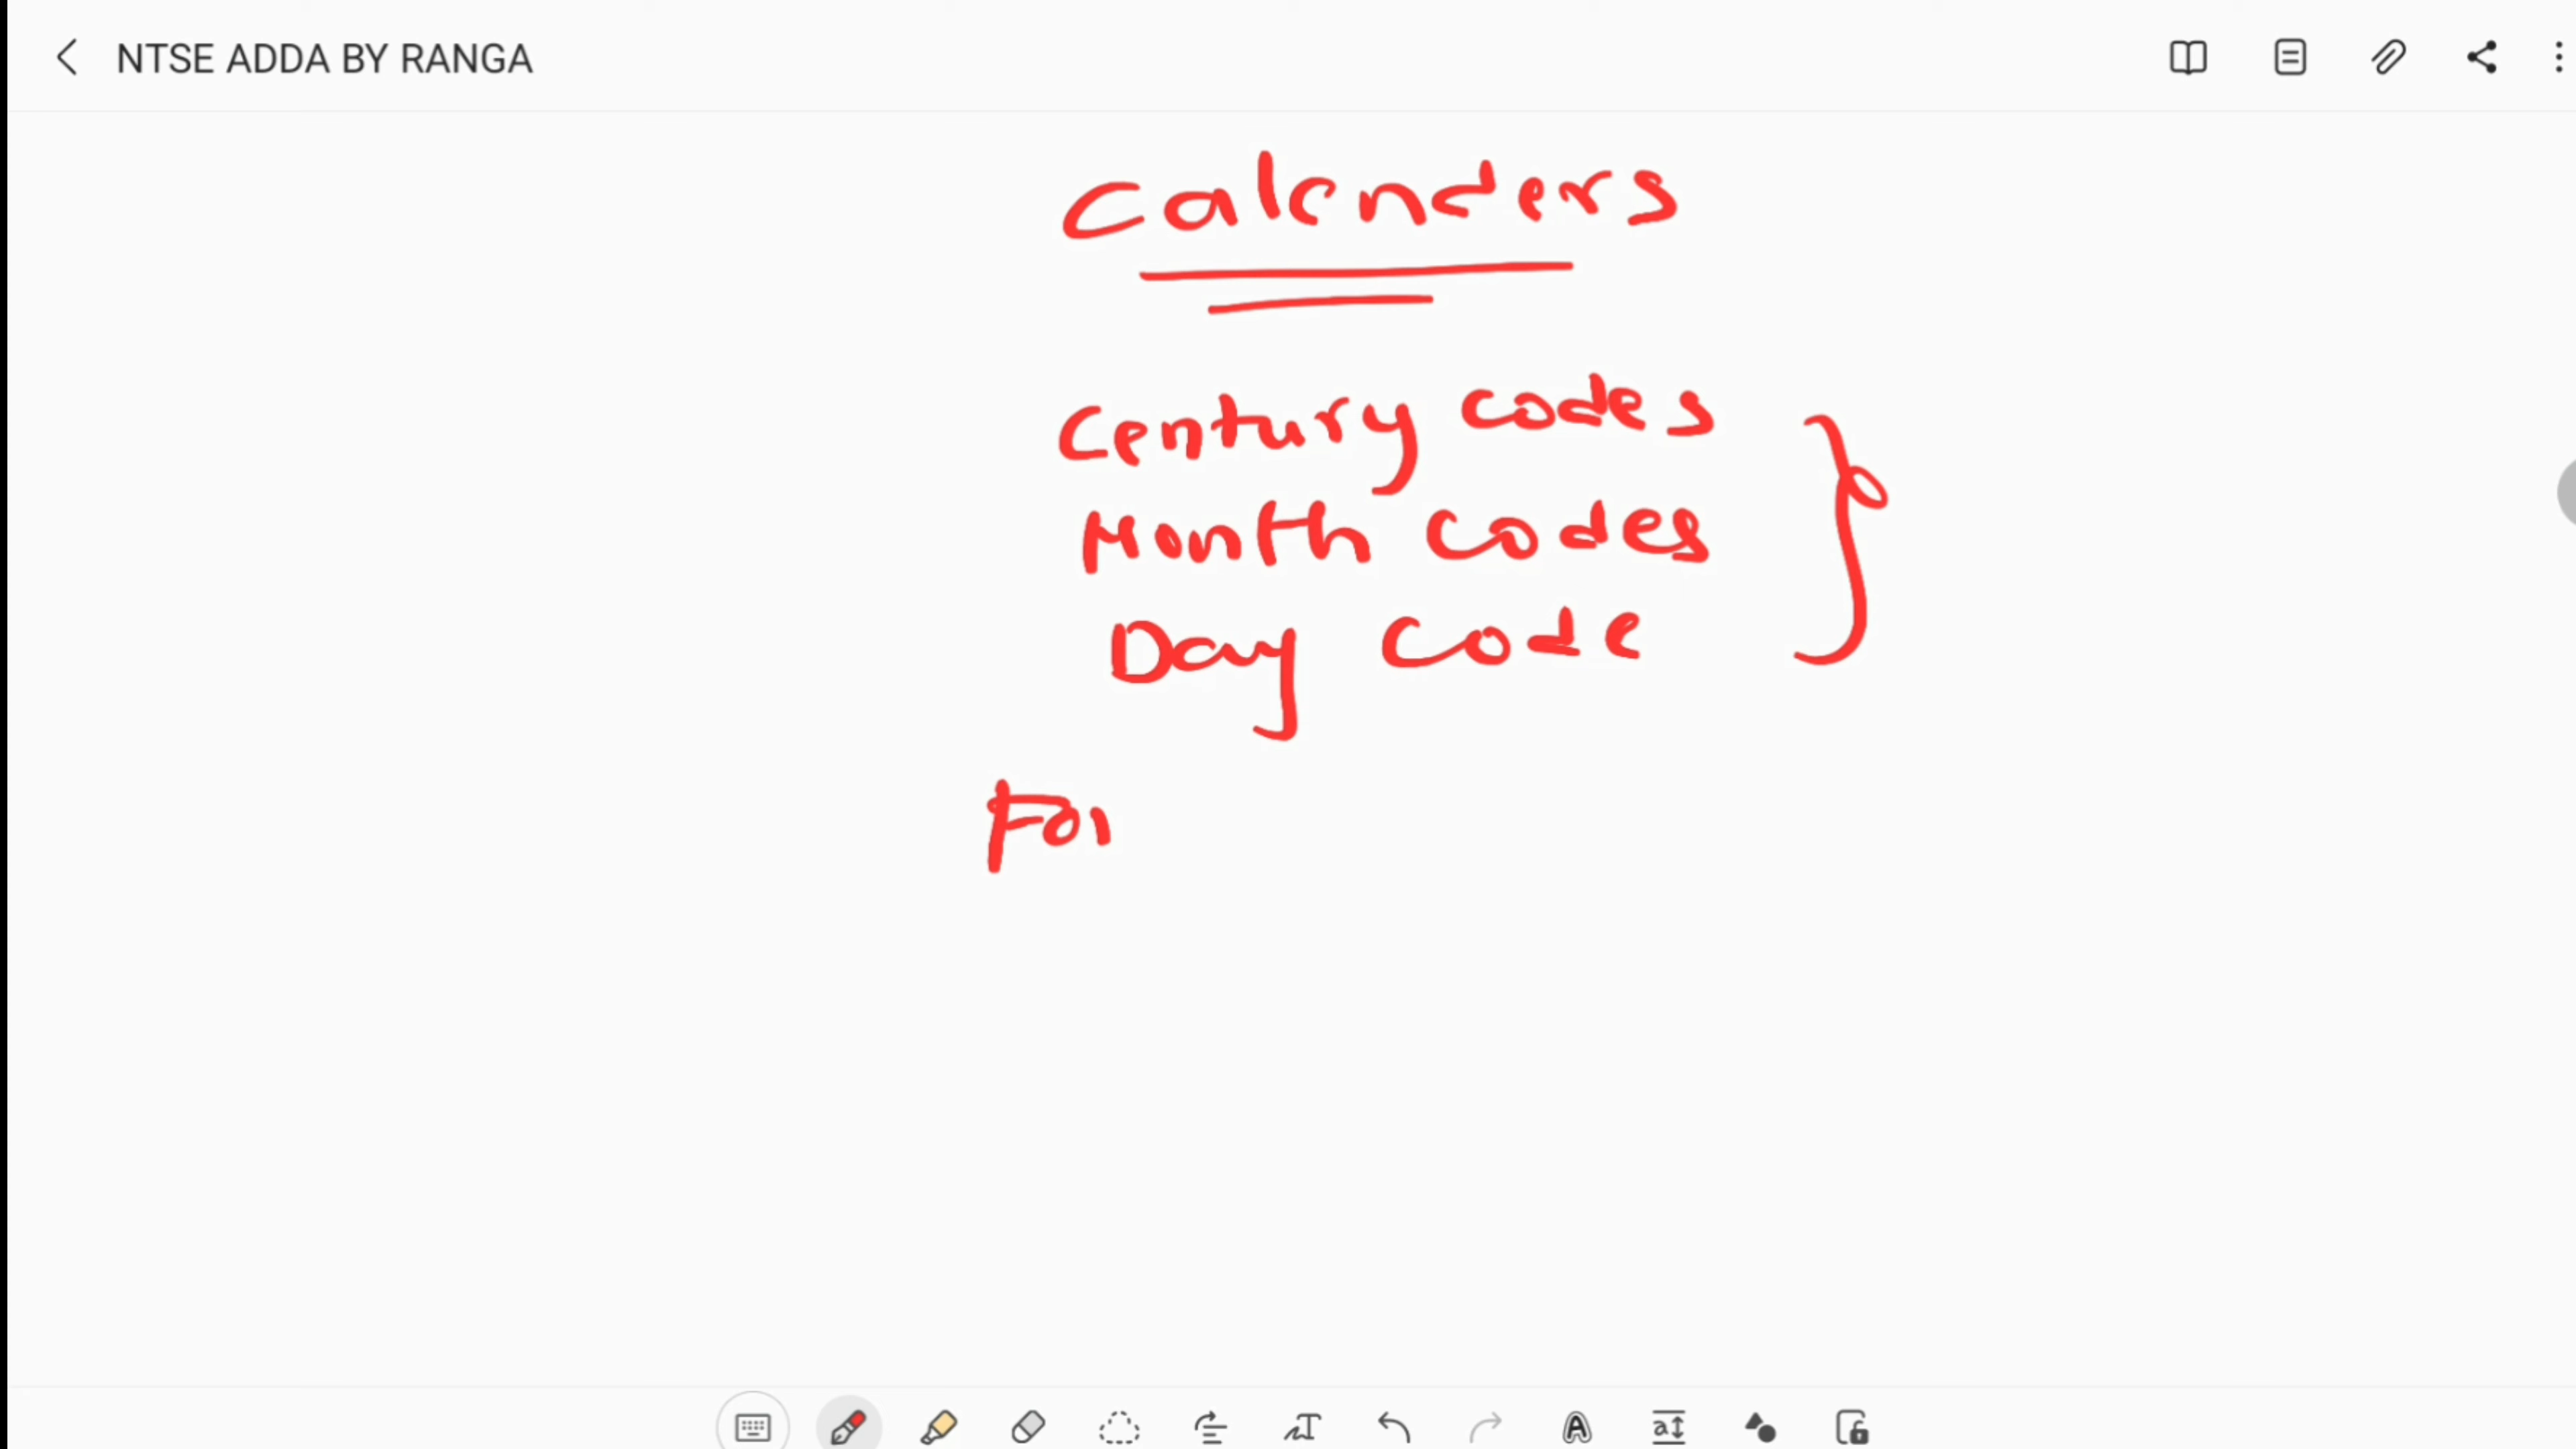 NTSE ADDA BY RANGA
Calenders
Century codes
Month Codes
Day Code
For